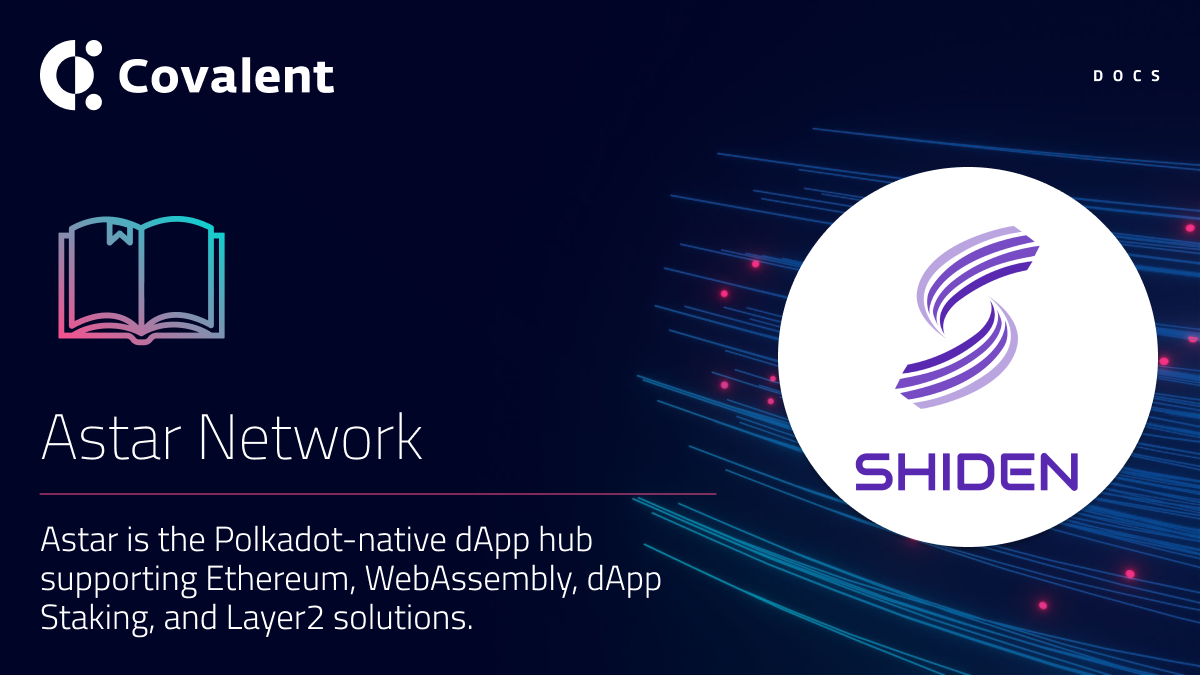 Covalent
DOCS
Astar Network
Astar is the Polkadot-native dApp hub
supporting Ethereum, WebAssembly, dApp
Staking, and Layer2 solutions.
SHIDEN